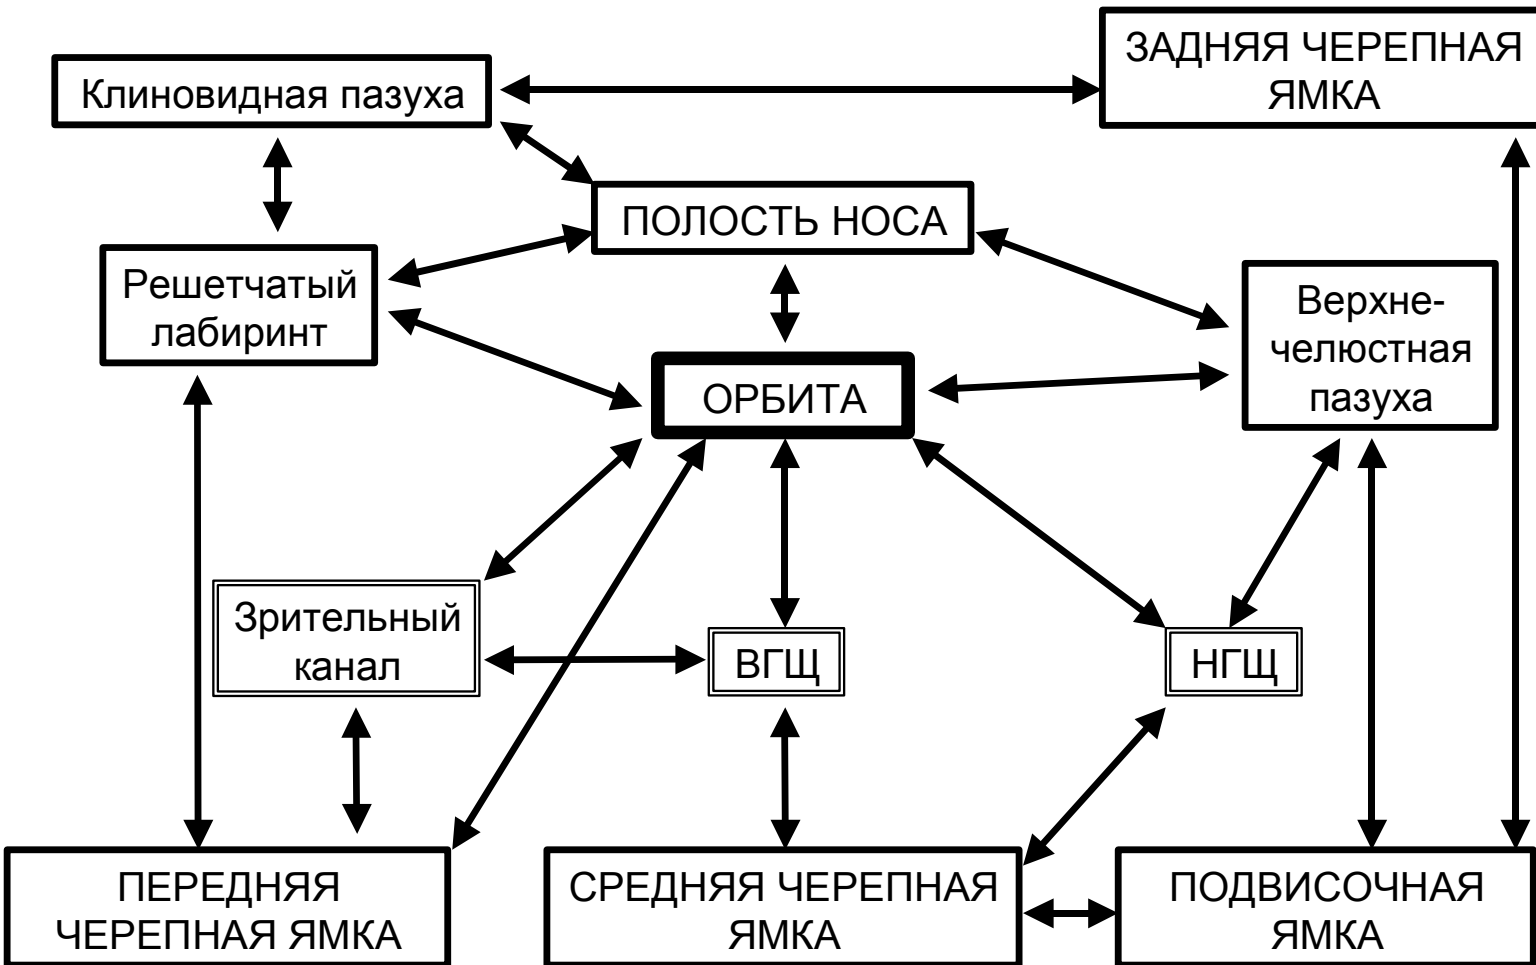 ЗАДНЯЯ ЧЕРЕПНАЯ
ЯМКА
Клиновидная пазуха
ПОЛОСТЬ НОСА
Решетчатый
лабиринт
Верхне-
челюстная
пазуха
ОРБИТА
Зрительный
канал
ВГЩ
НГЩ
ПЕРЕДНЯЯ
ЧЕРЕПНАЯ ЯМКА
СРЕДНЯЯ ЧЕРЕПНАЯ
ЯМКА
ПОДВИСОЧНАЯ
ЯМКА